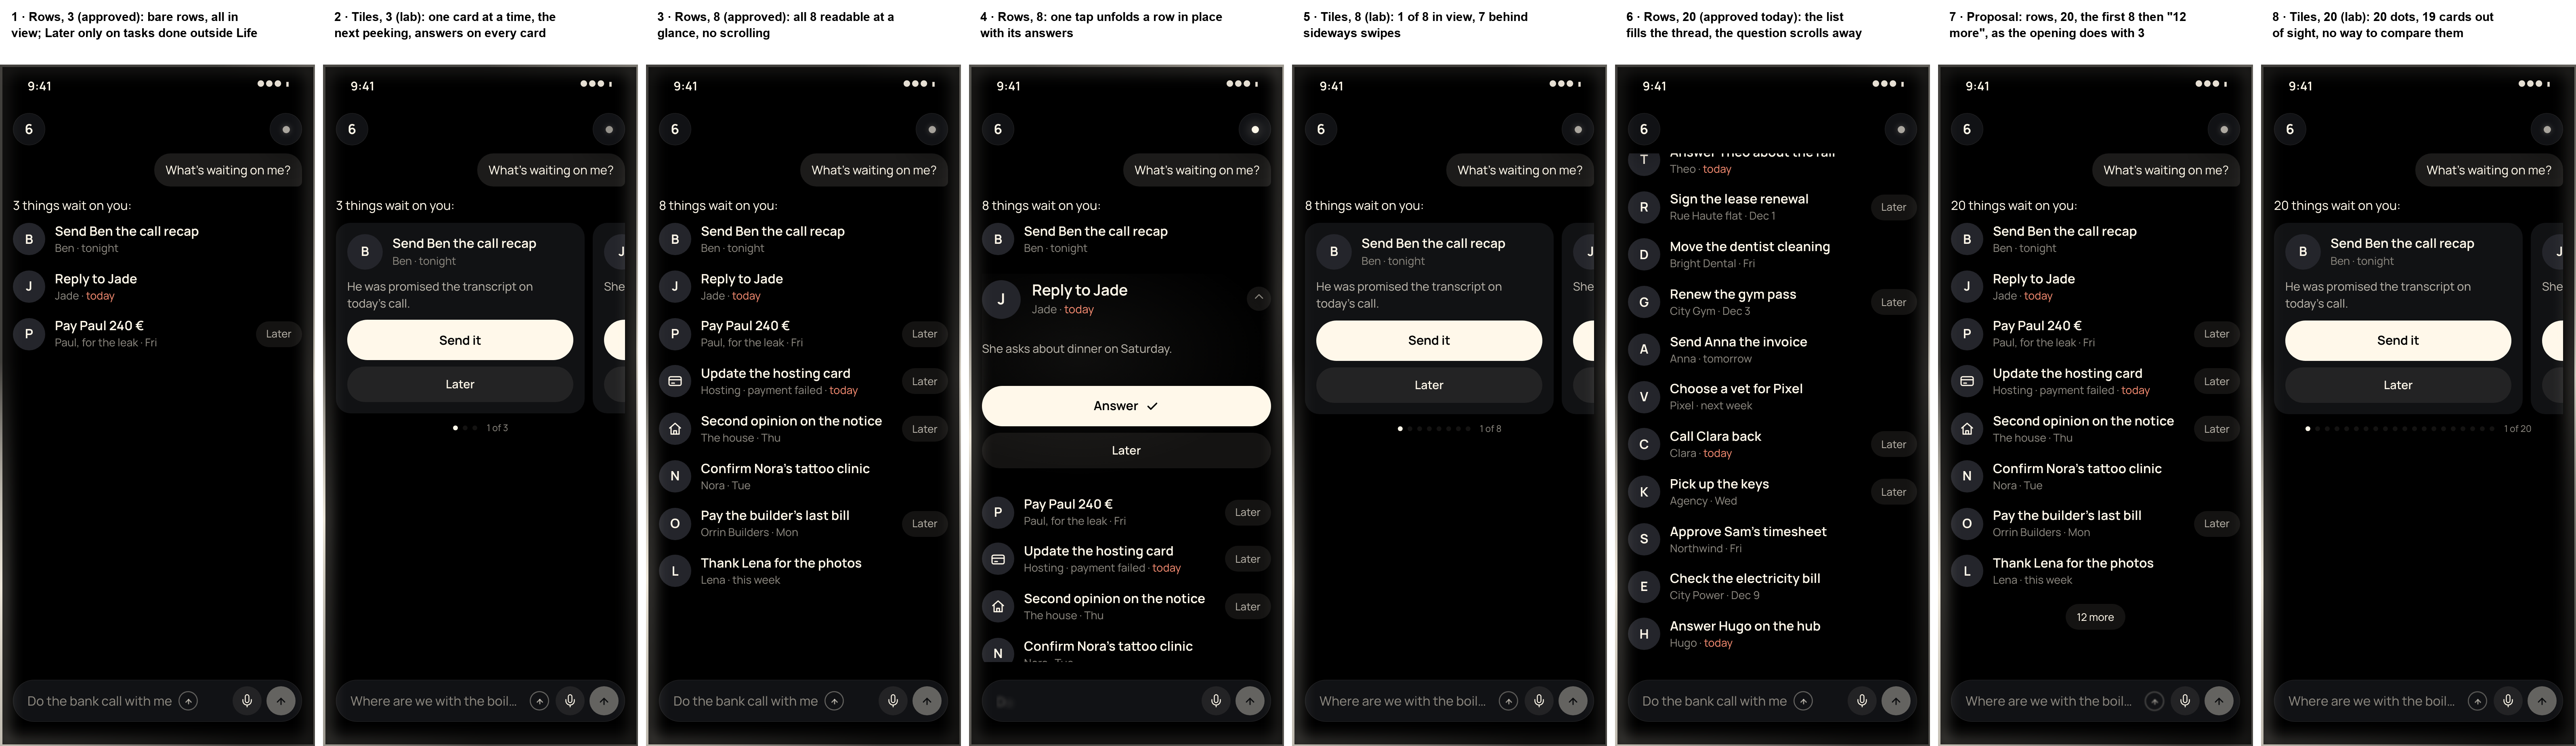 1 · Rows, 3 (approved): bare rows, all in
view; Later only on tasks done outside Life
9:41
6
What's waiting on me?
3 things wait on you:
B
Send Ben the call recap
Ben · tonight
J
Reply to Jade
Jade · today
P
Pay Paul 240 €
Paul, for the leak · Fri
Later
Do the bank call with me
2 · Tiles, 3 (lab): one card at a time, the
next peeking, answers on every card
9:41
6
What's waiting on me?
3 things wait on you:
B
Send Ben the call recap
Ben · tonight
He was promised the transcript on
today's call.
Send it
Later
J
She
1 of 3
Where are we with the boil...
3 · Rows, 8 (approved): all 8 readable at a
glance, no scrolling
9:41
6
What's waiting on me?
8 things wait on you:
B
Send Ben the call recap
Ben · tonight
J
Reply to Jade
Jade · today
P
Pay Paul 240 €
Paul, for the leak · Fri
Later
Update the hosting card
Hosting · payment failed · today
Later
Second opinion on the notice
The house · Thu
Later
N
Confirm Nora's tattoo clinic
Nora · Tue
O
Pay the builder's last bill
Orrin Builders · Mon
Later
L
Thank Lena for the photos
Lena · this week
Do the bank call with me
4 · Rows, 8: one tap unfolds a row in place
with its answers
9:41
6
What's waiting on me?
8 things wait on you:
B
Send Ben the call recap
Ben · tonight
J
Reply to Jade
Jade · today
She asks about dinner on Saturday.
Answer
Later
P
Pay Paul 240 €
Paul, for the leak · Fri
Later
Update the hosting card
Hosting · payment failed · today
Later
Second opinion on the notice
The house · Thu
Later
N
Confirm Nora's tattoo clinic
Nora · Tue
5 · Tiles, 8 (lab): 1 of 8 in view, 7 behind
sideways swipes
9:41
6
What's waiting on me?
8 things wait on you:
B
Send Ben the call recap
Ben · tonight
He was promised the transcript on
today's call.
Send it
Later
J
She
1 of 8
Where are we with the boil...
6 · Rows, 20 (approved today): the list
fills the thread, the question scrolls away
9:41
6
T
Answer Theo about the rail
Theo · today
R
Sign the lease renewal
Rue Haute flat · Dec 1
Later
D
Move the dentist cleaning
Bright Dental · Fri
G
Renew the gym pass
City Gym · Dec 3
Later
A
Send Anna the invoice
Anna · tomorrow
V
Choose a vet for Pixel
Pixel · next week
C
Call Clara back
Clara · today
Later
K
Pick up the keys
Agency · Wed
Later
S
Approve Sam's timesheet
Northwind · Fri
E
Check the electricity bill
City Power · Dec 9
H
Answer Hugo on the hub
Hugo · today
Do the bank call with me
7 · Proposal: rows, 20, the first 8 then "12
more", as the opening does with 3
9:41
6
What's waiting on me?
20 things wait on you:
B
Send Ben the call recap
Ben · tonight
J
Reply to Jade
Jade · today
P
Pay Paul 240 €
Paul, for the leak · Fri
Later
Update the hosting card
Hosting · payment failed · today
Later
Second opinion on the notice
The house · Thu
Later
N
Confirm Nora's tattoo clinic
Nora · Tue
O
Pay the builder's last bill
Orrin Builders · Mon
Later
L
Thank Lena for the photos
Lena · this week
12 more
Where are we with the boil...
8 · Tiles, 20 (lab): 20 dots, 19 cards out
of sight, no way to compare them
9:41
6
What's waiting on me?
20 things wait on you:
B
Send Ben the call recap
Ben · tonight
He was promised the transcript on
today's call.
Send it
Later
J
She
1 of 20
Where are we with the boil...